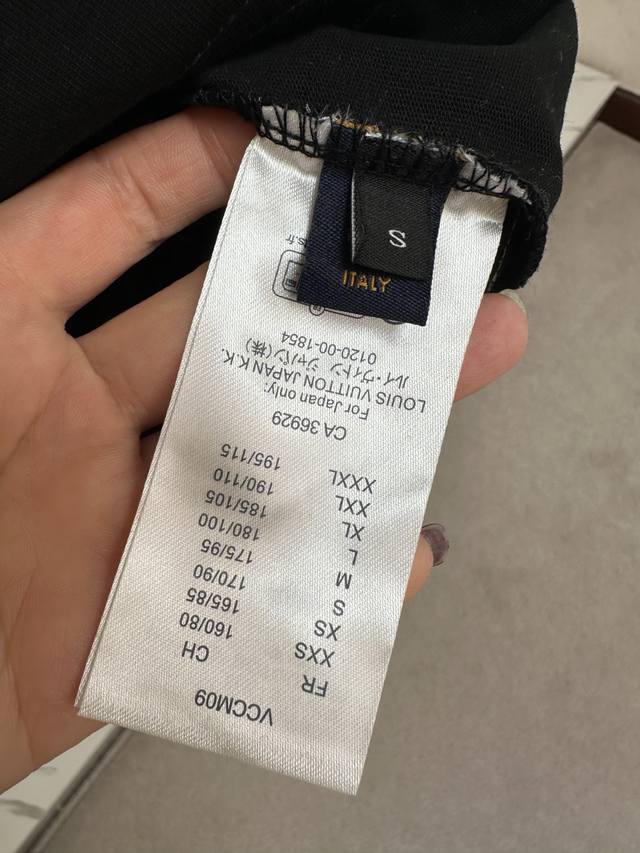 VCCM09
FR CH
XXS 160/80
XS 165/85
S 170/90
M 175/95
L 180/100
XL 185/105
XXL 190/110
XXXL 195/115
CA 36929
For Japan only:
LOUIS VUITTON JAPAN K.K.
ルイ・ヴィトン ジャパン(株)
0120-00-1854
ITALY
S